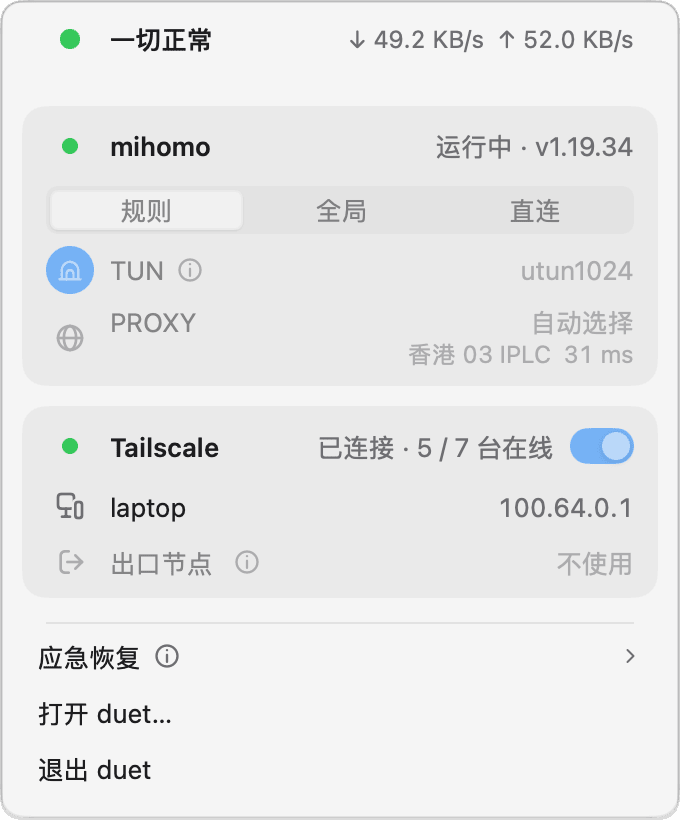 一切正常 ↓ 49.2 KB/s ↑ 52.0 KB/s
mihomo 运行中 · v1.19.34
规则 全局 直连
TUN utun1024
PROXY 自动选择
香港 03 IPLC 31 ms
Tailscale 已连接 · 5 / 7 台在线
laptop 100.64.0.1
出口节点 不使用
应急恢复
打开 duet...
退出 duet